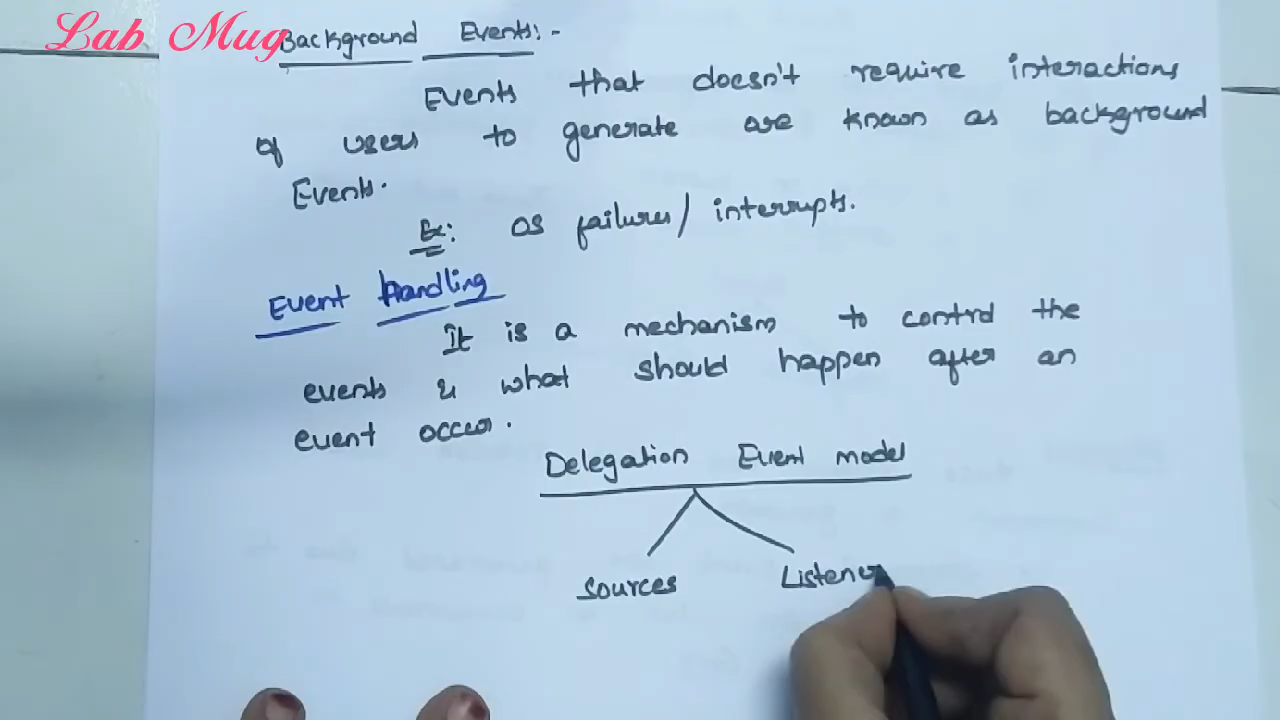 Lab Mug
Background Events:-
Events that doesn't require interactions
of users to generate are known as background
Events.
Ex: OS failures/ interrupts.
Event Handling
It is a mechanism to control the
events & what should happen after an
event occur.
Delegation Event model
Sources Listener